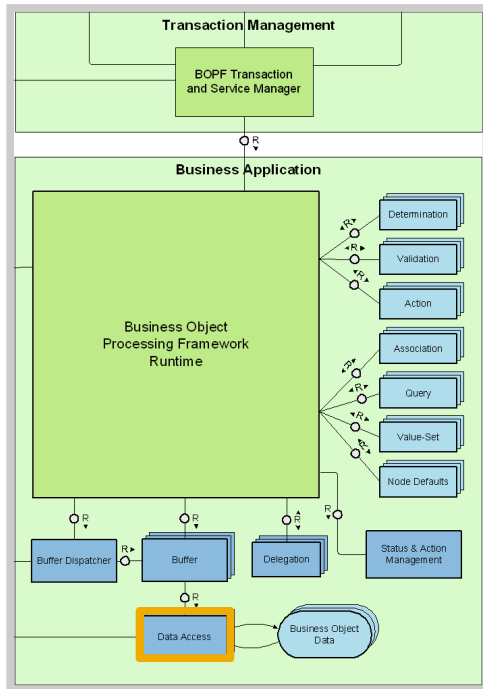 Transaction Management
BOPF Transaction
and Service Manager
R
Business Application
Determination
R
R
Validation
R
Action
Business Object
Processing Framework
Runtime
Association
R
R
Query
R
Value-Set
R
Node Defaults
R
R
R
R
Buffer Dispatcher
R
Buffer
Delegation
Status & Action
Management
R
Data Access
Business Object
Data